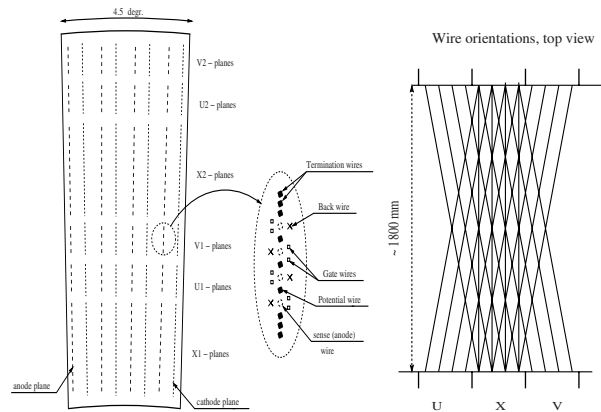 4.5 degr.
V2 – planes
U2 – planes
X2 – planes
V1 – planes
U1 – planes
X1 – planes
anode plane
cathode plane
Termination wires
Back wire
Gate wires
Potential wire
sense (anode)
wire
Wire orientations, top view
~ 1800 mm
U X V